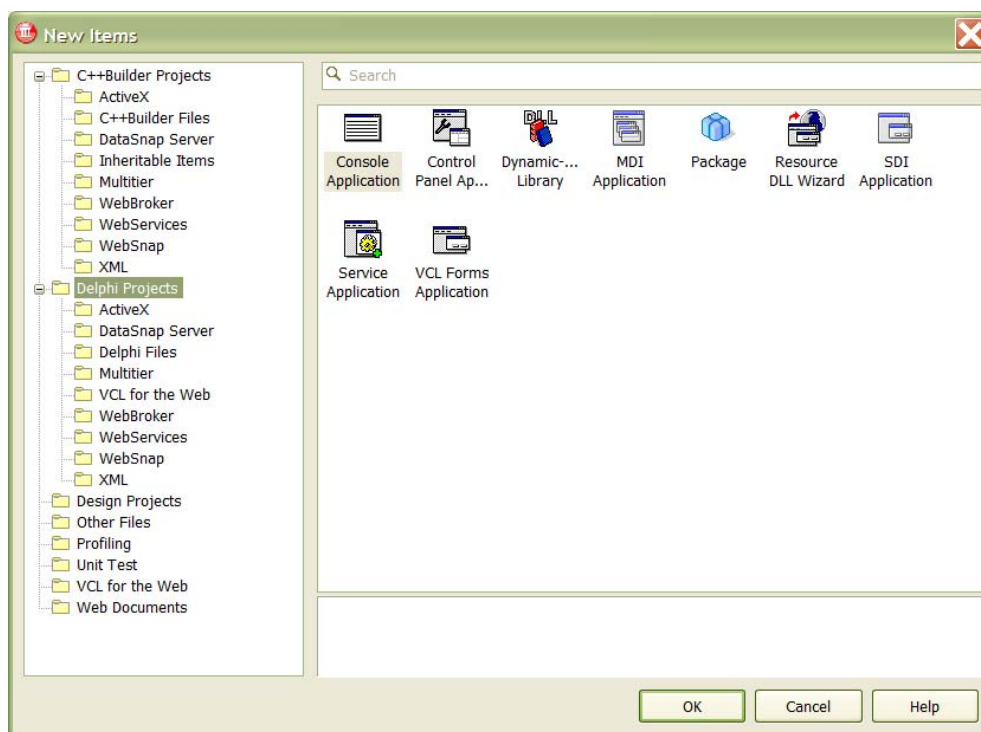 New Items
C++Builder Projects
ActiveX
C++Builder Files
DataSnap Server
Inheritable Items
Multitier
WebBroker
WebServices
WebSnap
XML
Delphi Projects
ActiveX
DataSnap Server
Delphi Files
Multitier
VCL for the Web
WebBroker
WebServices
WebSnap
XML
Design Projects
Other Files
Profiling
Unit Test
VCL for the Web
Web Documents
Search
Console
Application
Control
Panel Ap...
DLL
Dynamic-...
Library
MDI
Application
Package
Resource
DLL Wizard
SDI
Application
Service
Application
VCL Forms
Application
OK
Cancel
Help